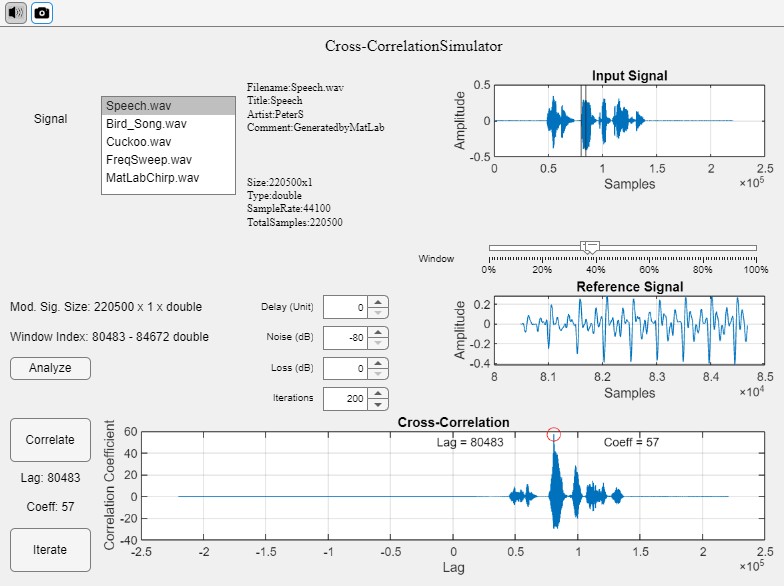 Cross-CorrelationSimulator
Signal
Speech.wav
Bird_Song.wav
Cuckoo.wav
FreqSweep.wav
MatLabChirp.wav
Filename:Speech.wav
Title:Speech
Artist:PeterS
Comment:GeneratedbyMatLab
Size:220500x1
Type:double
SampleRate:44100
TotalSamples:220500
Input Signal
Amplitude
0.5
0
-0.5
0 0.5 1 1.5 2 2.5
Samples
×10⁵
Window
0% 20% 40% 60% 80% 100%
Mod. Sig. Size: 220500 x 1 x double
Window Index: 80483 - 84672 double
Analyze
Delay (Unit) 0
Noise (dB) -80
Loss (dB) 0
Iterations 200
Reference Signal
Amplitude
0.2
0
-0.2
-0.4
8 8.1 8.2 8.3 8.4 8.5
Samples
×10⁴
Correlate
Lag: 80483
Coeff: 57
Iterate
Cross-Correlation
Correlation Coefficient
60
40
20
0
-20
-40
Lag = 80483 Coeff = 57
-2.5 -2 -1.5 -1 -0.5 0 0.5 1 1.5 2 2.5
Lag
×10⁵